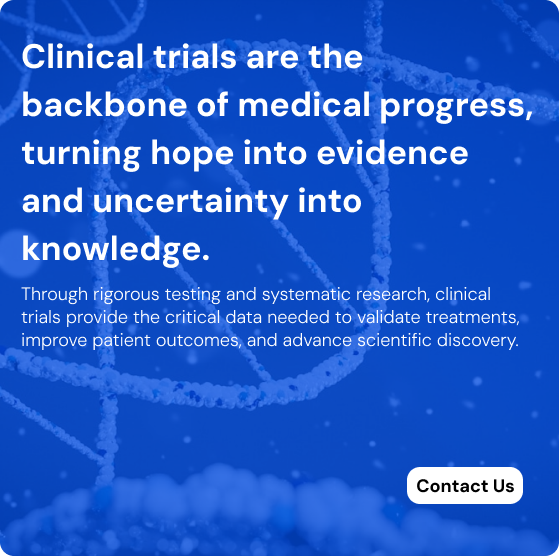 Clinical trials are the
backbone of medical progress,
turning hope into evidence
and uncertainty into
knowledge.
Through rigorous testing and systematic research, clinical
trials provide the critical data needed to validate treatments,
improve patient outcomes, and advance scientific discovery.
Contact Us